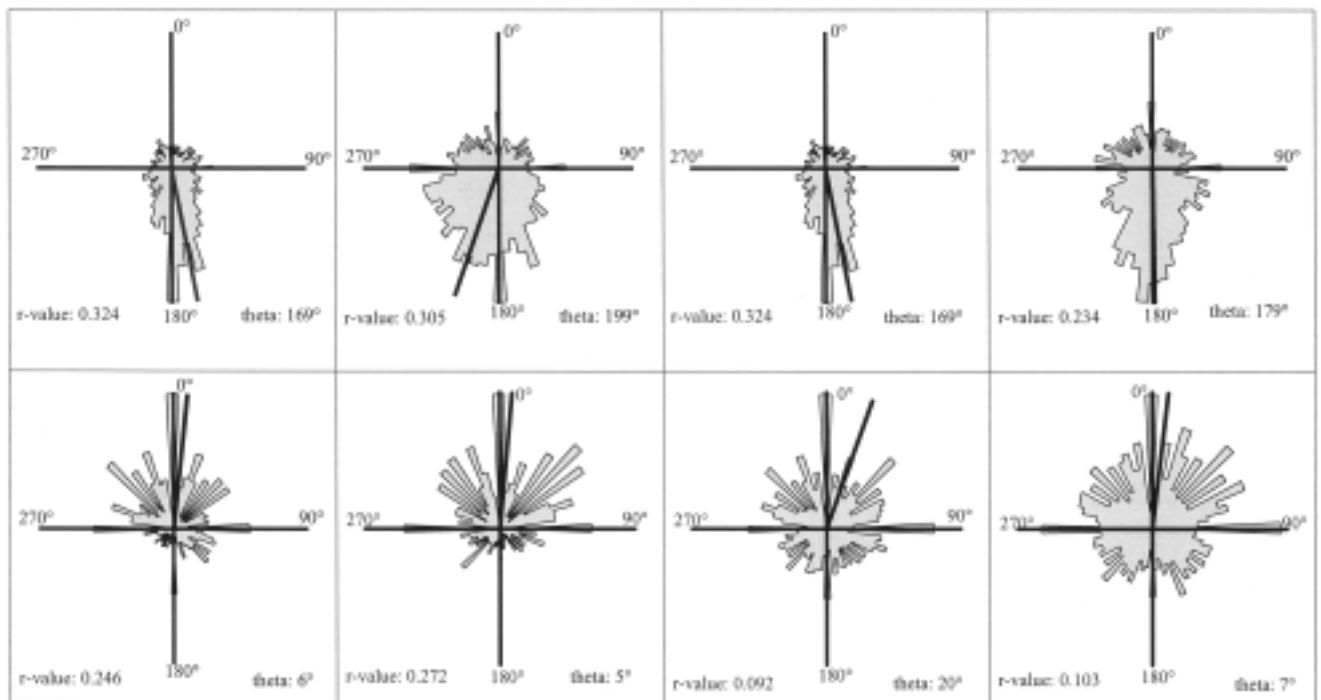 0°
270°
90°
r-value: 0.324
180°
theta: 169°
0°
270°
90°
r-value: 0.305
180°
theta: 199°
0°
270°
90°
r-value: 0.324
180°
theta: 169°
0°
270°
90°
r-value: 0.234
180°
theta: 179°
0°
270°
90°
r-value: 0.246
180°
theta: 6°
0°
270°
90°
r-value: 0.272
180°
theta: 5°
0°
270°
90°
r-value: 0.092
180°
theta: 20°
0°
270°
90°
r-value: 0.103
180°
theta: 7°